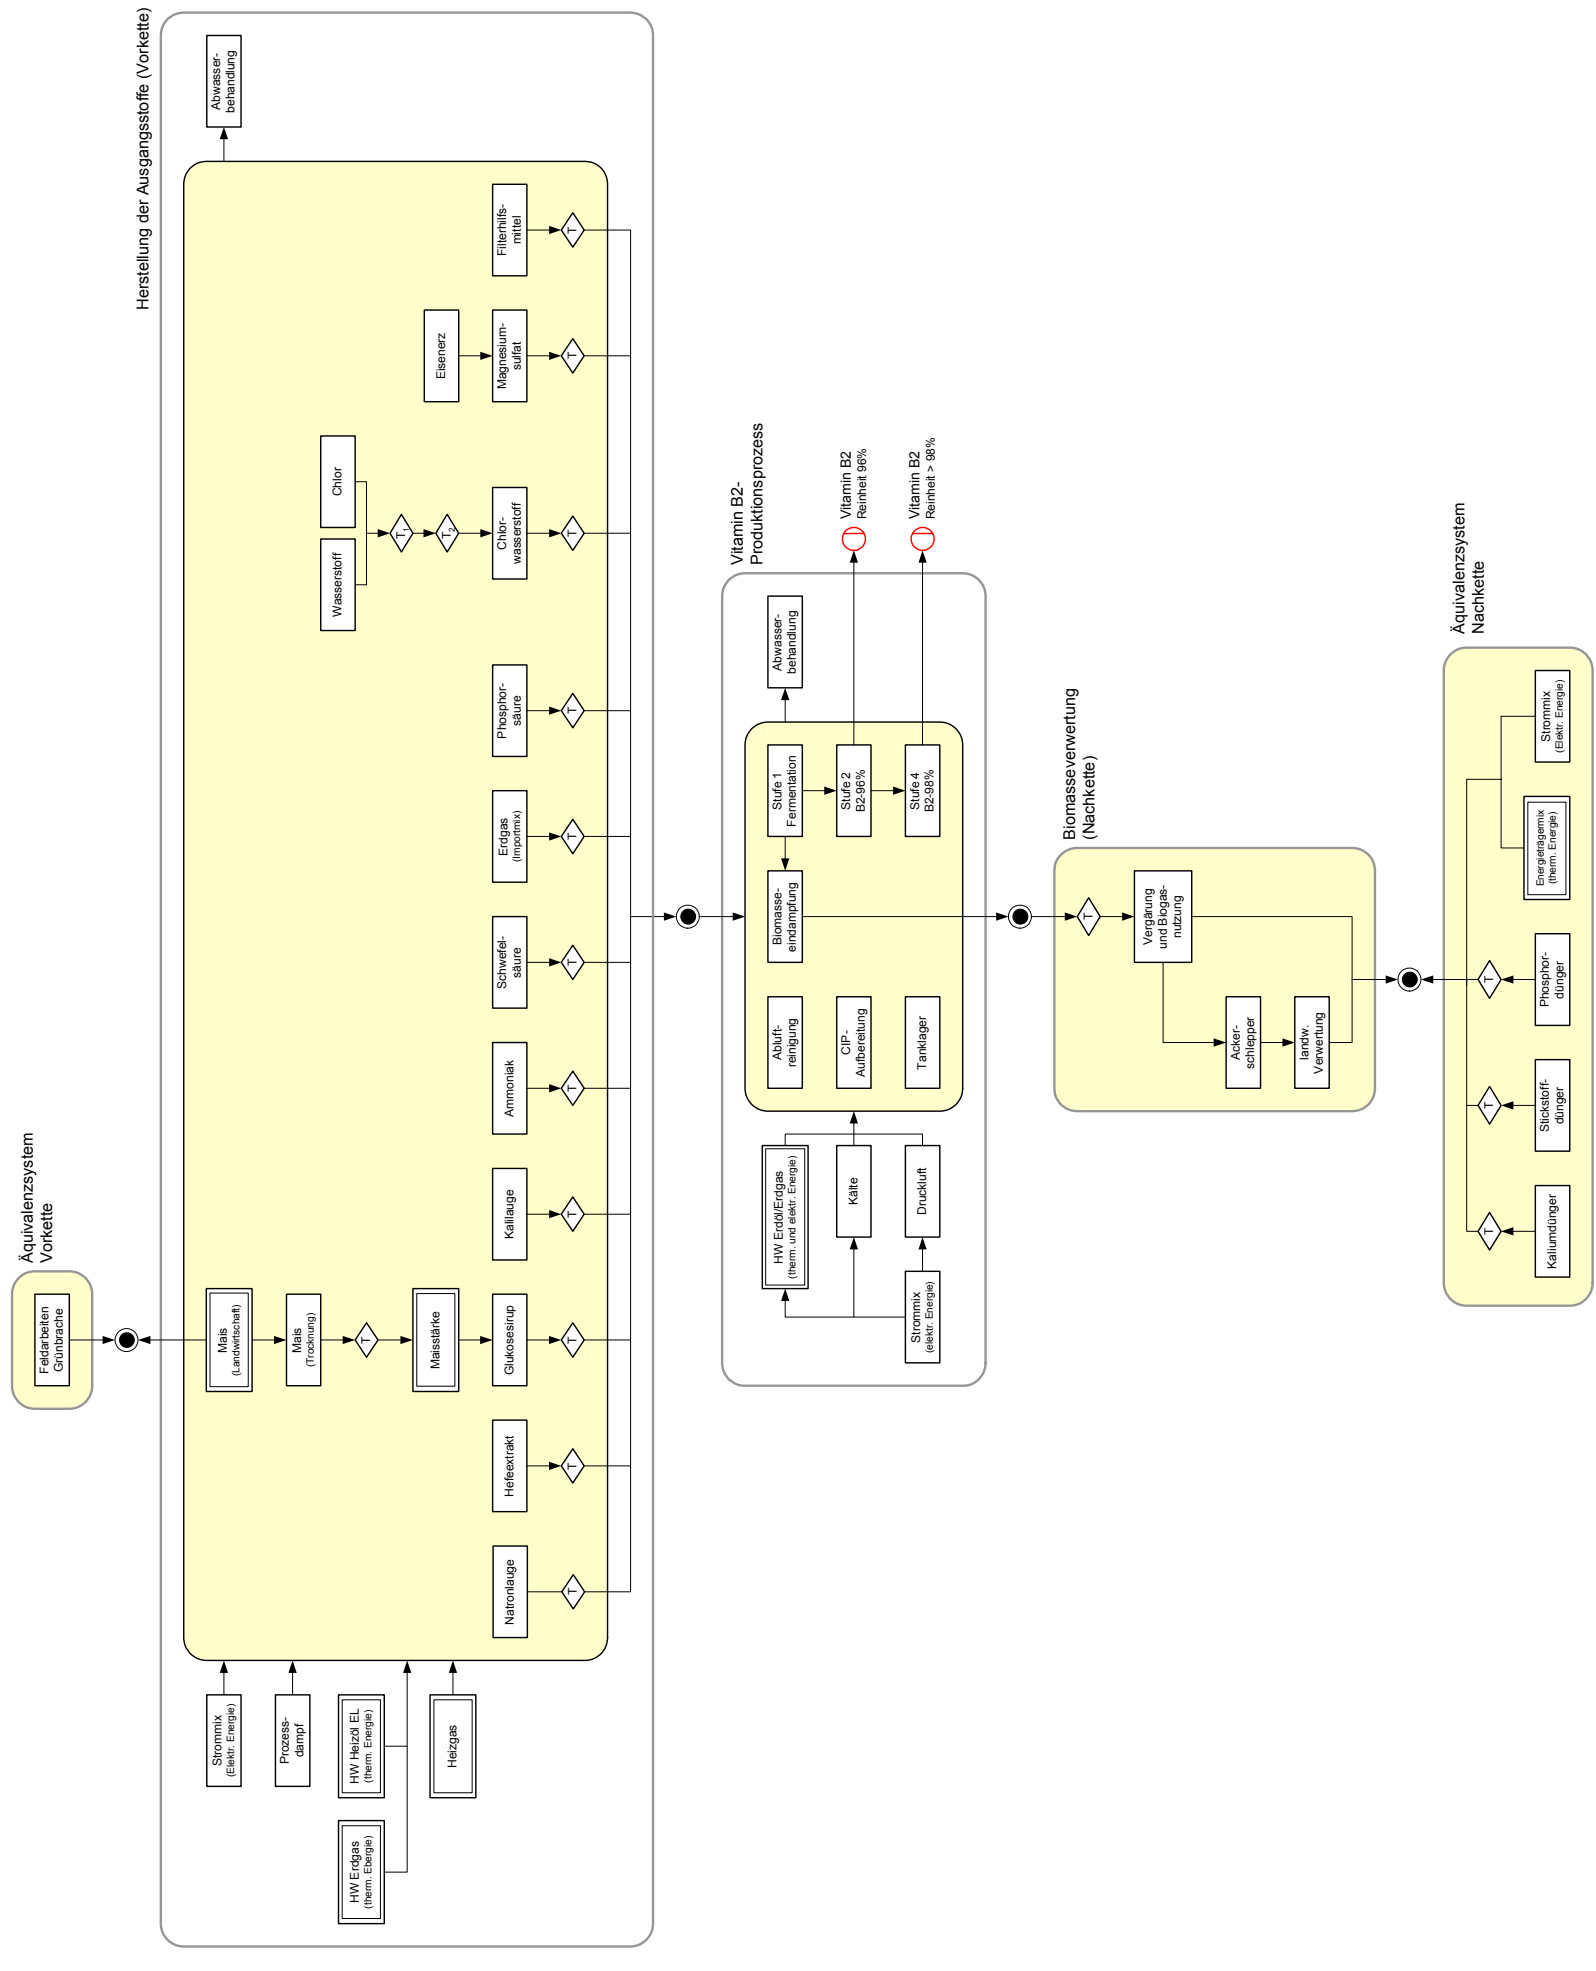 Äquivalenzsystem
Vorkette
Feldarbeiten
Grünbrache
Herstellung der Ausgangsstoffe (Vorkette)
Strommix
(Elektr. Energie)
Prozess-
dampf
HW Erdgas
(therm. Ebergie)
HW Heizöl EL
(therm. Energie)
Heizgas
Mais
(Landwirtschaft)
Mais
(Trocknung)
T
Maisstärke
Wasserstoff
Chlor
T1
T2
Eisenerz
Natronlauge
Hefeextrakt
Glukosesirup
Kalilauge
Ammoniak
Schwefel-
säure
Erdgas
(Importmix)
Phosphor-
säure
Chlor-
wasserstoff
Magnesium-
sulfat
Filterhilfs-
mittel
T
T
T
T
T
T
T
T
T
T
T
Abwasser-
behandlung
Vitamin B2-
Produktionsprozess
Strommix
(elektr. Energie)
HW Erdöl/Erdgas
(therm. und elektr. Energie)
Kälte
Druckluft
Abluft-
reinigung
CIP-
Aufbereitung
Tanklager
Biomasse-
eindampfung
Stufe 1
Fermentation
Stufe 2
B2-96%
Stufe 4
B2-98%
Abwasser-
behandlung
Vitamin B2
Reinheit 96%
Vitamin B2
Reinheit > 98%
Biomasseverwertung
(Nachkette)
T
Vergärung
und Biogas-
nutzung
Acker-
schlepper
landw.
Verwertung
Äquivalenzsystem
Nachkette
T
T
T
Kaliumdünger
Stickstoff-
dünger
Phosphor-
dünger
Energieträgermix
(therm. Energie)
Strommix
(Elektr. Energie)